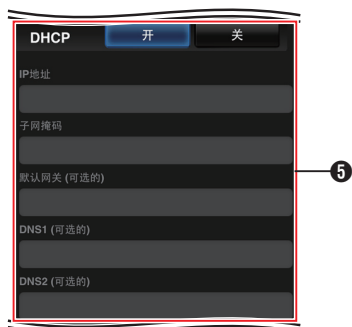 DHCP 开 关
IP地址
子网掩码
默认网关 (可选的)
DNS1 (可选的)
❺
DNS2 (可选的)